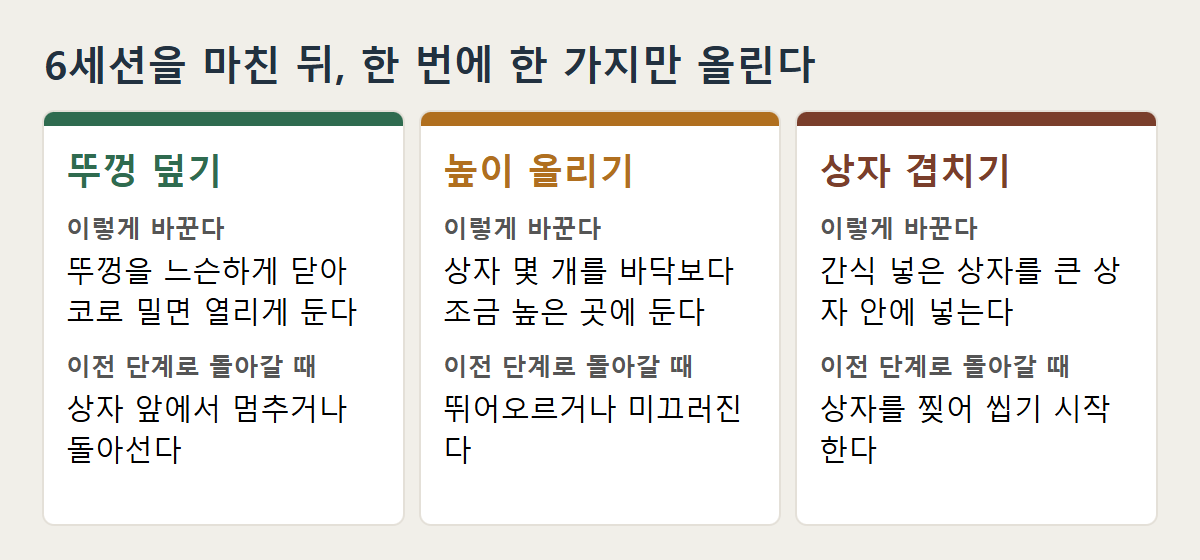 6세션을 마친 뒤, 한 번에 한 가지만 올린다
뚜껑 덮기
이렇게 바꾼다
뚜껑을 느슨하게 닫아
코로 밀면 열리게 둔다
이전 단계로 돌아갈 때
상자 앞에서 멈추거나
돌아선다
높이 올리기
이렇게 바꾼다
상자 몇 개를 바닥보다
조금 높은 곳에 둔다
이전 단계로 돌아갈 때
뛰어오르거나 미끄러진
다
상자 겹치기
이렇게 바꾼다
간식 넣은 상자를 큰 상
자 안에 넣는다
이전 단계로 돌아갈 때
상자를 찢어 씹기 시작
한다